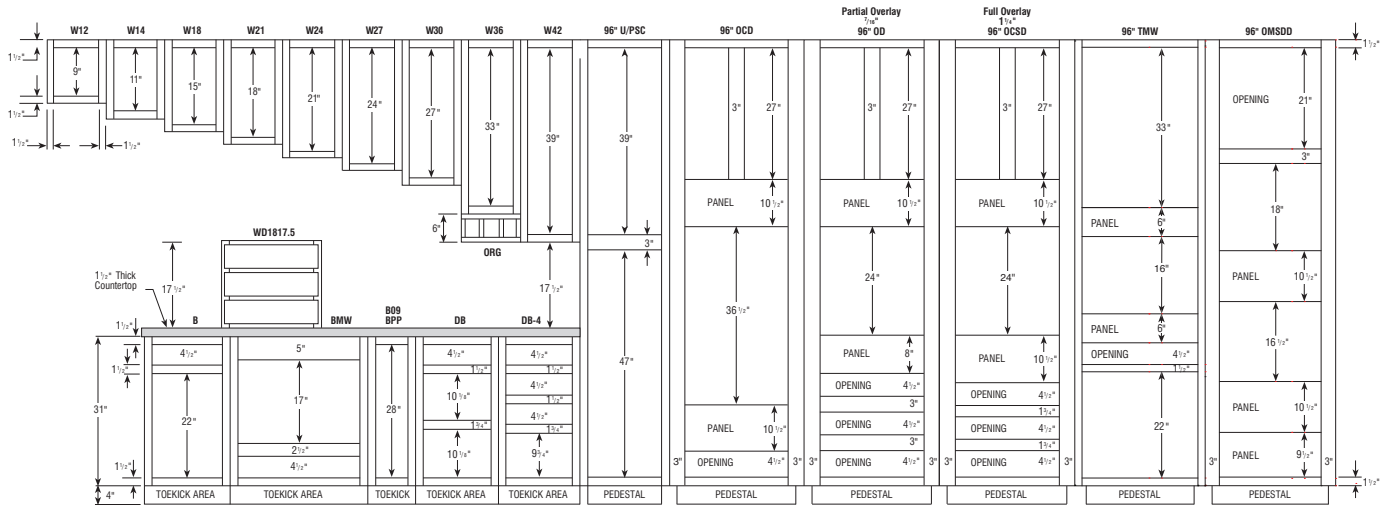 Partial Overlay
7/16"
Full Overlay
1 1/4"
W12 W14 W18 W21 W24 W27 W30 W36 W42 96" U/PSC 96" OCD 96" OD 96" OCSD 96" TMW 96" OMSDD
1 1/2"
9"
11"
15"
18"
21"
24"
27"
33"
39"
39"
3"
27"
3"
27"
3"
27"
33"
OPENING
21"
1 1/2"
1 1/2"
1 1/2"
1 1/2"
3"
PANEL
10 1/2"
PANEL
10 1/2"
PANEL
10 1/2"
PANEL
6"
18"
6"
ORG
3"
WD1817.5
1 1/2" Thick
Countertop
17 1/2"
17 1/2"
36 1/2"
24"
24"
16"
PANEL
10 1/2"
B
BMW
B09
BPP
DB
DB-4
47"
PANEL
6"
16 1/2"
1 1/2"
4 1/2"
5"
4 1/2"
4 1/2"
PANEL
8"
PANEL
10 1/2"
OPENING
4 1/2"
1 1/2"
1 1/2"
1 1/2"
1 1/2"
31"
22"
17"
28"
10 1/8"
4 1/2"
1 1/2"
4 1/2"
1 3/4"
1 3/4"
9 3/4"
10 1/8"
2 1/2"
4 1/2"
PANEL
10 1/2"
OPENING
4 1/2"
OPENING
4 1/2"
3"
OPENING
4 1/2"
3"
OPENING
4 1/2"
OPENING
4 1/2"
1 3/4"
OPENING
4 1/2"
1 3/4"
OPENING
4 1/2"
22"
PANEL
10 1/2"
PANEL
9 1/2"
3"
3"
3"
3"
3"
3"
3"
3"
1 1/2"
1 1/2"
4"
TOEKICK AREA TOEKICK AREA TOEKICK TOEKICK AREA TOEKICK AREA PEDESTAL PEDESTAL PEDESTAL PEDESTAL PEDESTAL PEDESTAL